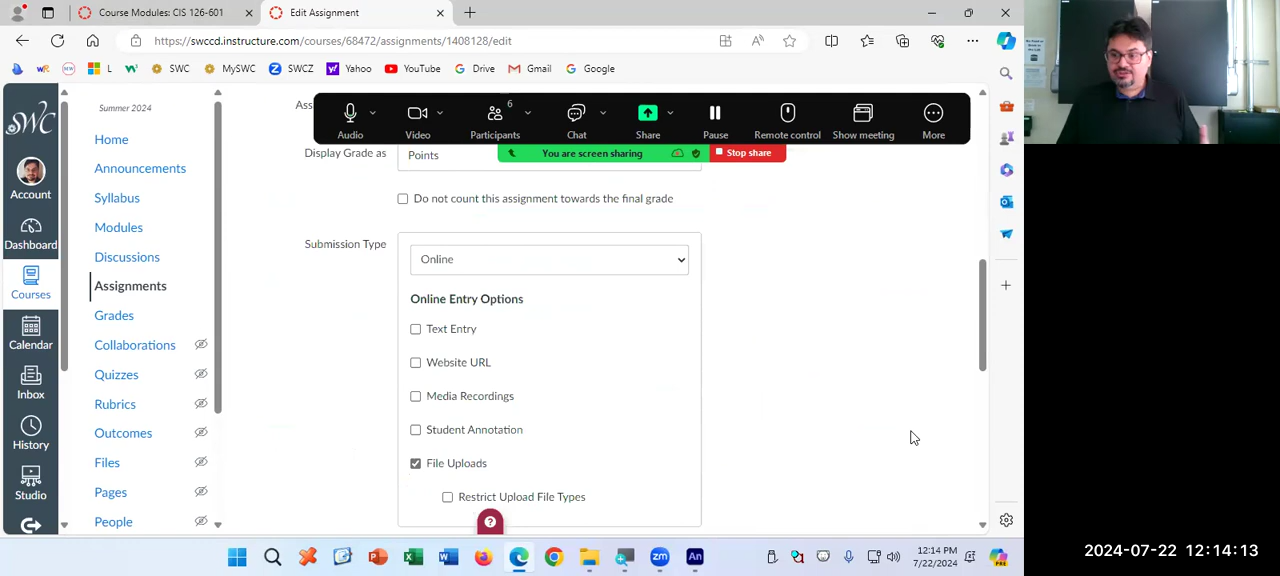 Course Modules: CIS 126-601
Edit Assignment
https://swccd.instructure.com/courses/68472/assignments/1408128/edit
L
SWC
MySWC
SWCZ
Yahoo
Drive
Gmail
Google
Summer 2024
6
Audio
Video
Participants
Chat
Share
Pause
Remote control
Show meeting
More
You are screen sharing
Stop share
Account
Dashboard
Courses
Calendar
Inbox
History
Studio
Home
Announcements
Syllabus
Modules
Discussions
Assignments
Grades
Collaborations
Quizzes
Rubrics
Outcomes
Files
Pages
People
Display Grade as
Points
Do not count this assignment towards the final grade
Submission Type
Online
Online Entry Options
Text Entry
Website URL
Media Recordings
Student Annotation
File Uploads
Restrict Upload File Types
12:14 PM
7/22/2024
2024-07-22 12:14:13